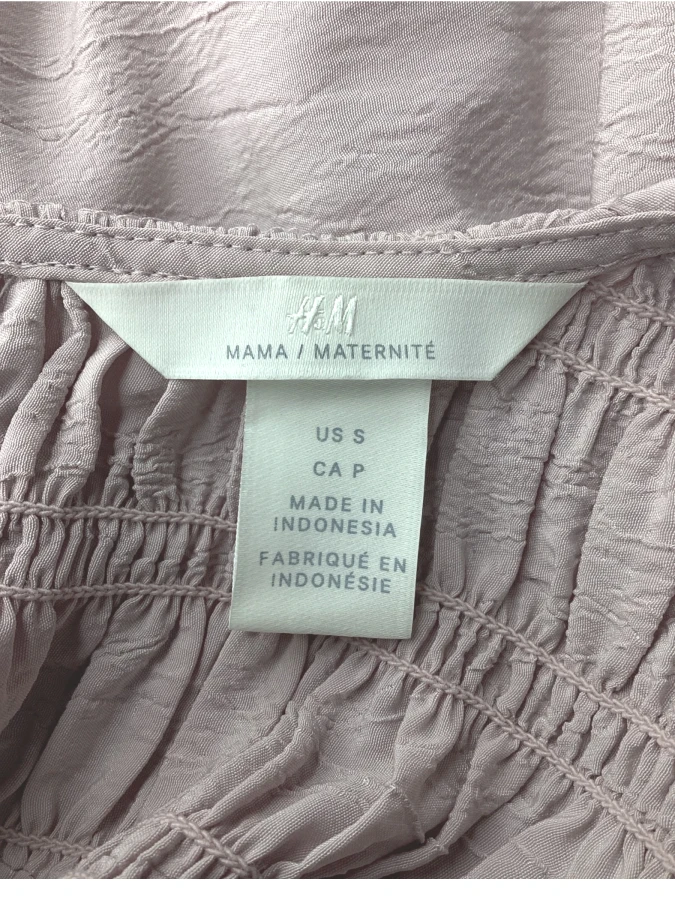 H&M
MAMA / MATERNITÉ
US S
CA P
MADE IN
INDONESIA
FABRIQUÉ EN
INDONÉSIE